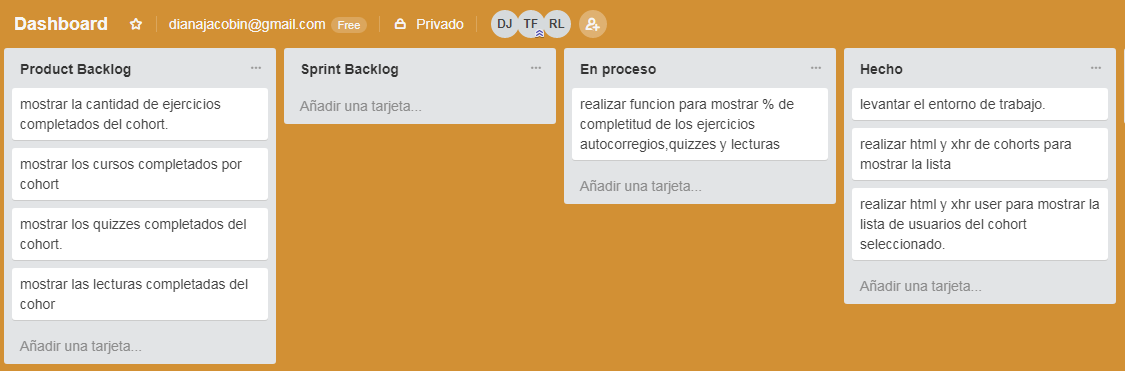 Dashboard
dianajacobin@gmail.com Free
Privado
DJ TF RL
Product Backlog
mostrar la cantidad de ejercicios
completados del cohort.
mostrar los cursos completados por
cohort
mostrar los quizzes completados del
cohort.
mostrar las lecturas completadas del
cohor
Añadir una tarjeta...
Sprint Backlog
Añadir una tarjeta...
En proceso
realizar funcion para mostrar % de
completitud de los ejercicios
autocorregios,quizzes y lecturas
Añadir una tarjeta...
Hecho
levantar el entorno de trabajo.
realizar html y xhr de cohorts para
mostrar la lista
realizar html y xhr user para mostrar la
lista de usuarios del cohort
seleccionado.
Añadir una tarjeta...